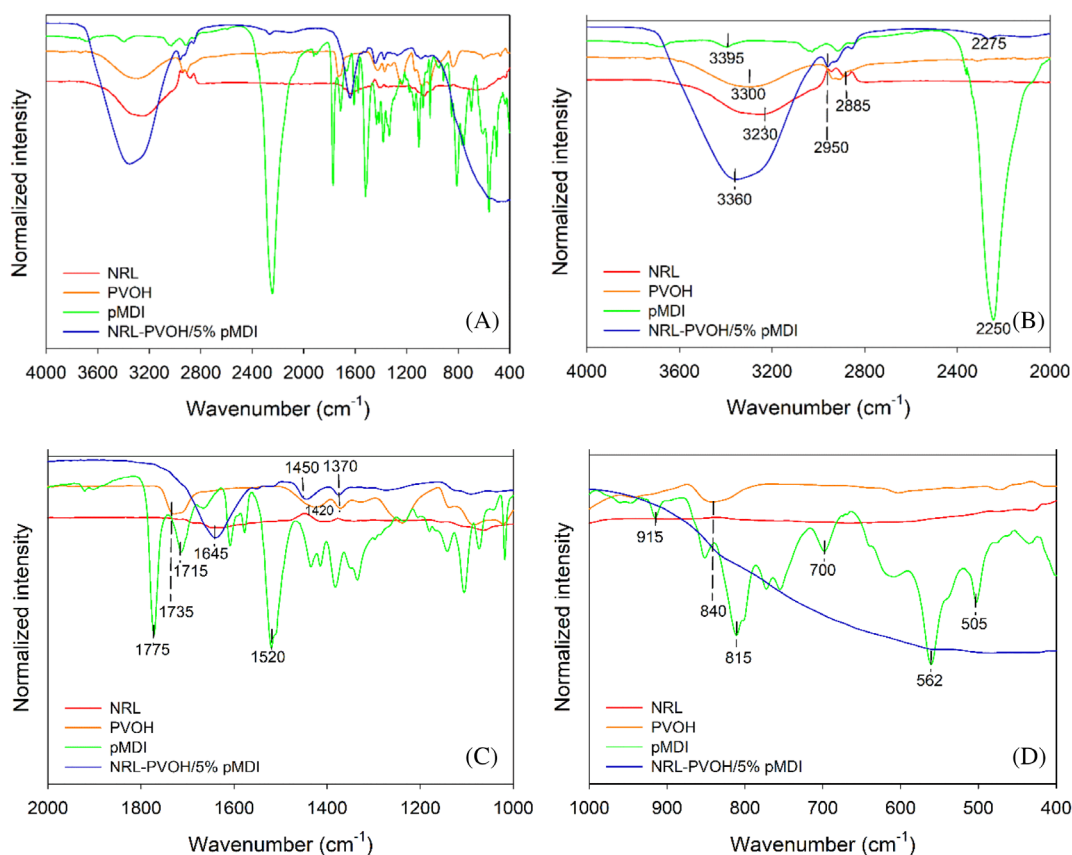 (A)
Normalized intensity
NRL
PVOH
pMDI
NRL-PVOH/5% pMDI
4000 3600 3200 2800 2400 2000 1600 1200 800 400
Wavenumber (cm⁻¹)
(B)
Normalized intensity
3395
2275
3300
2885
3230
2950
3360
2250
NRL
PVOH
pMDI
NRL-PVOH/5% pMDI
4000 3600 3200 2800 2400 2000
Wavenumber (cm⁻¹)
(C)
Normalized intensity
1450 1370
1420
1645
1715
1735
1775
1520
NRL
PVOH
pMDI
NRL-PVOH/5% pMDI
2000 1800 1600 1400 1200 1000
Wavenumber (cm⁻¹)
(D)
Normalized intensity
915
700
840
505
815
562
NRL
PVOH
pMDI
NRL-PVOH/5% pMDI
1000 900 800 700 600 500 400
Wavenumber (cm⁻¹)